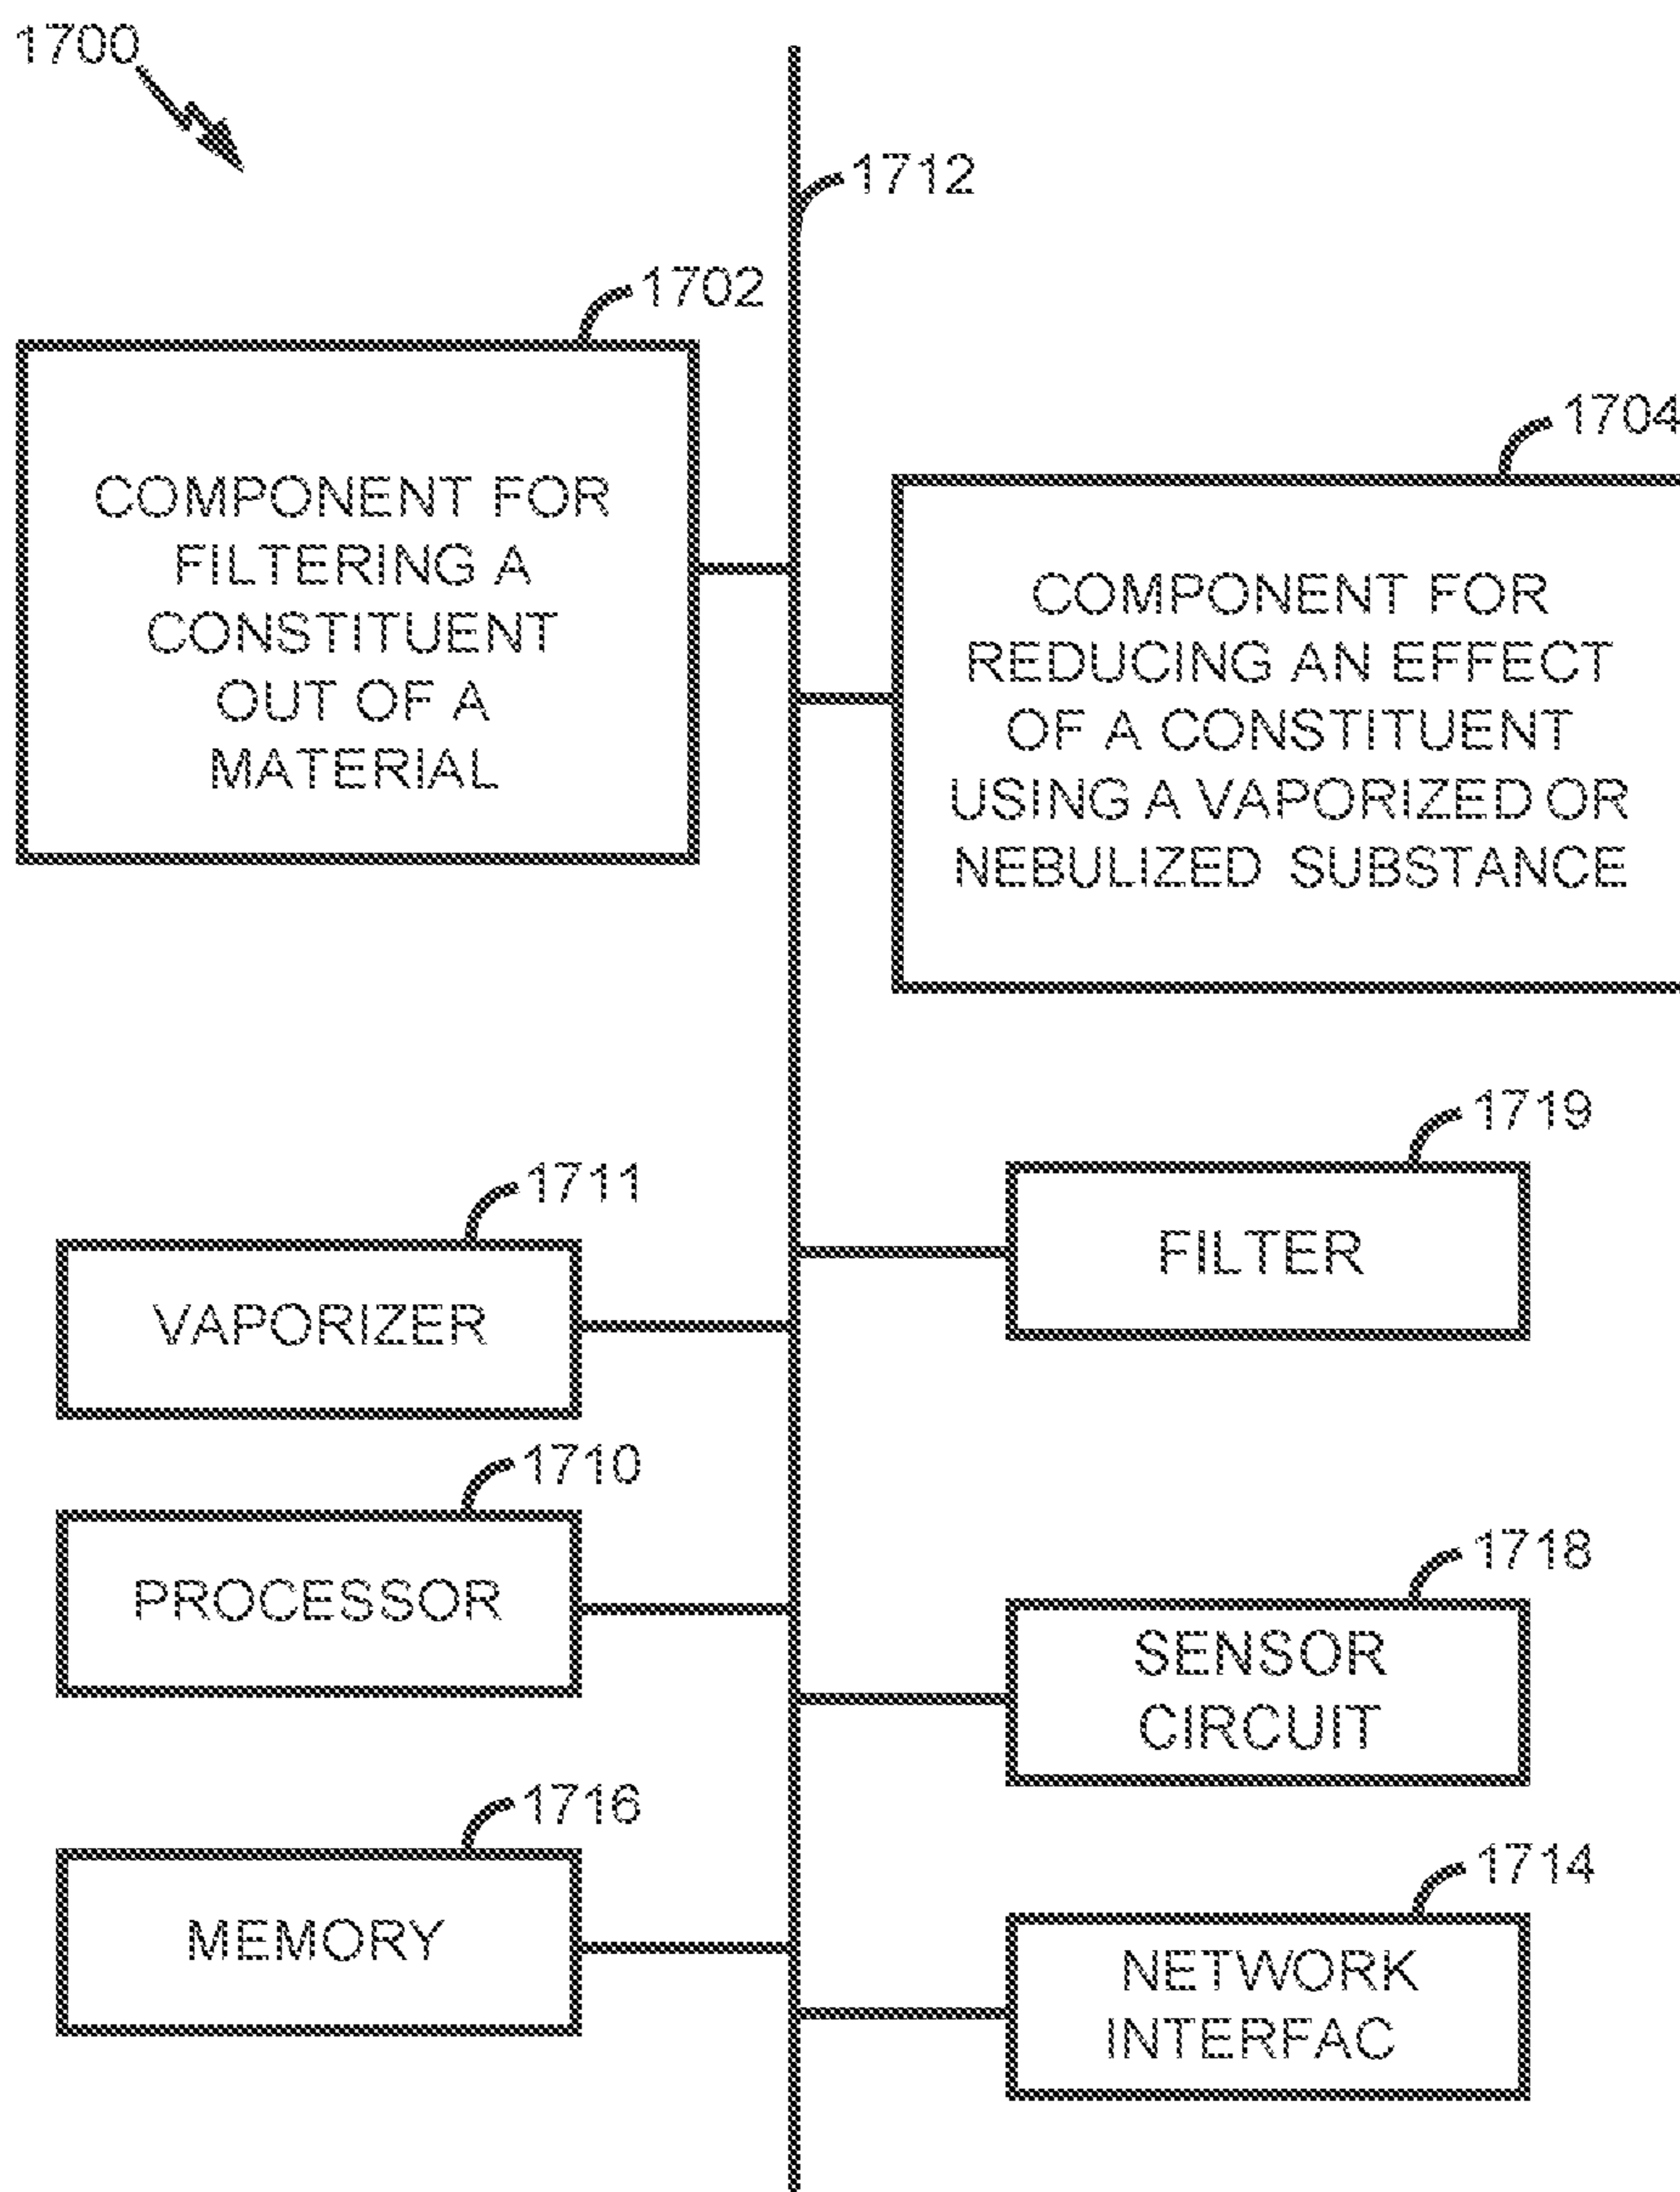 1700
1712
1702
COMPONENT FOR
FILTERING A
CONSTITUENT
OUT OF A
MATERIAL
1704
COMPONENT FOR
REDUCING AN EFFECT
OF A CONSTITUENT
USING A VAPORIZED OR
NEBULIZED SUBSTANCE
1719
FILTER
1711
VAPORIZER
1710
PROCESSOR
1718
SENSOR
CIRCUIT
1716
MEMORY
1714
NETWORK
INTERFAC